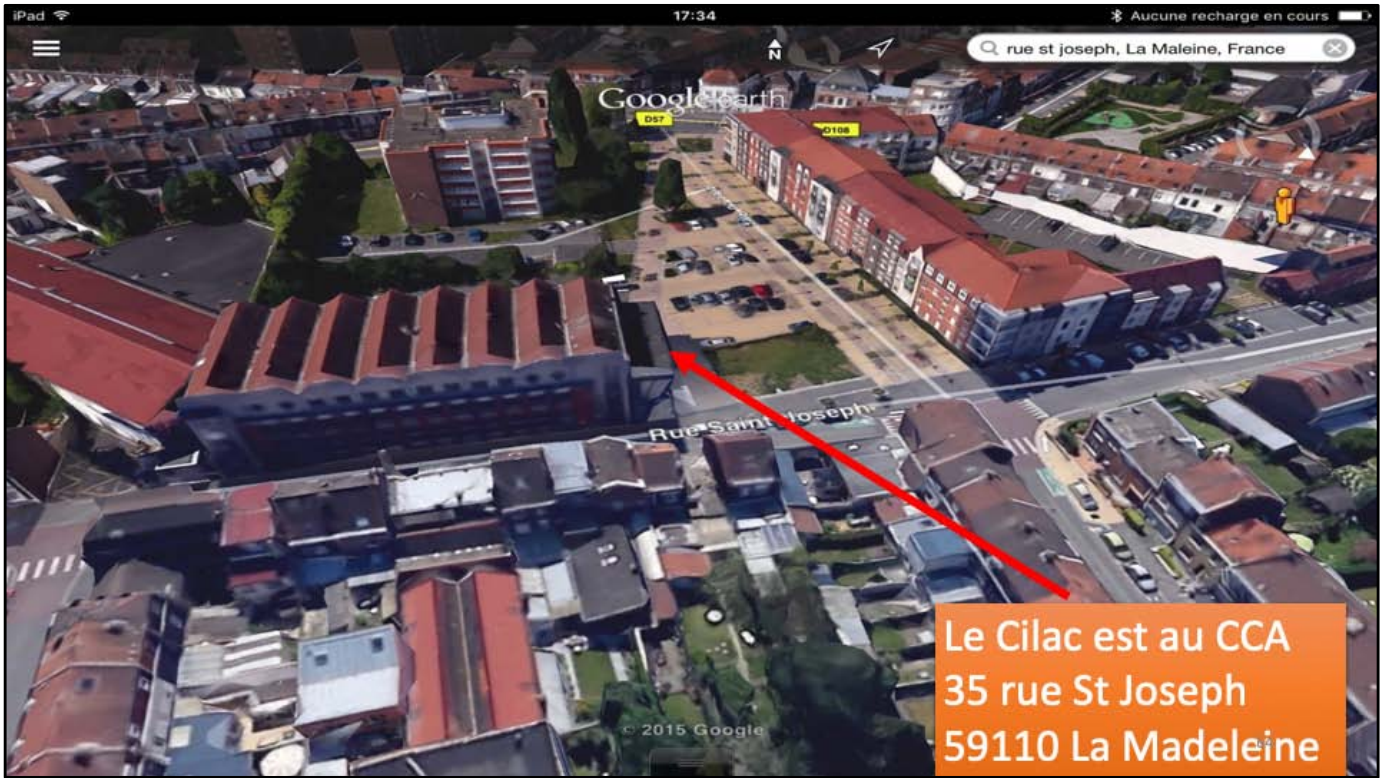 iPad 17:34 Aucune recharge en cours
N
rue st joseph, La Maleine, France
Google earth
D57
D108
Rue Saint Joseph
© 2015 Google
Le Cilac est au CCA
35 rue St Joseph
59110 La Madeleine